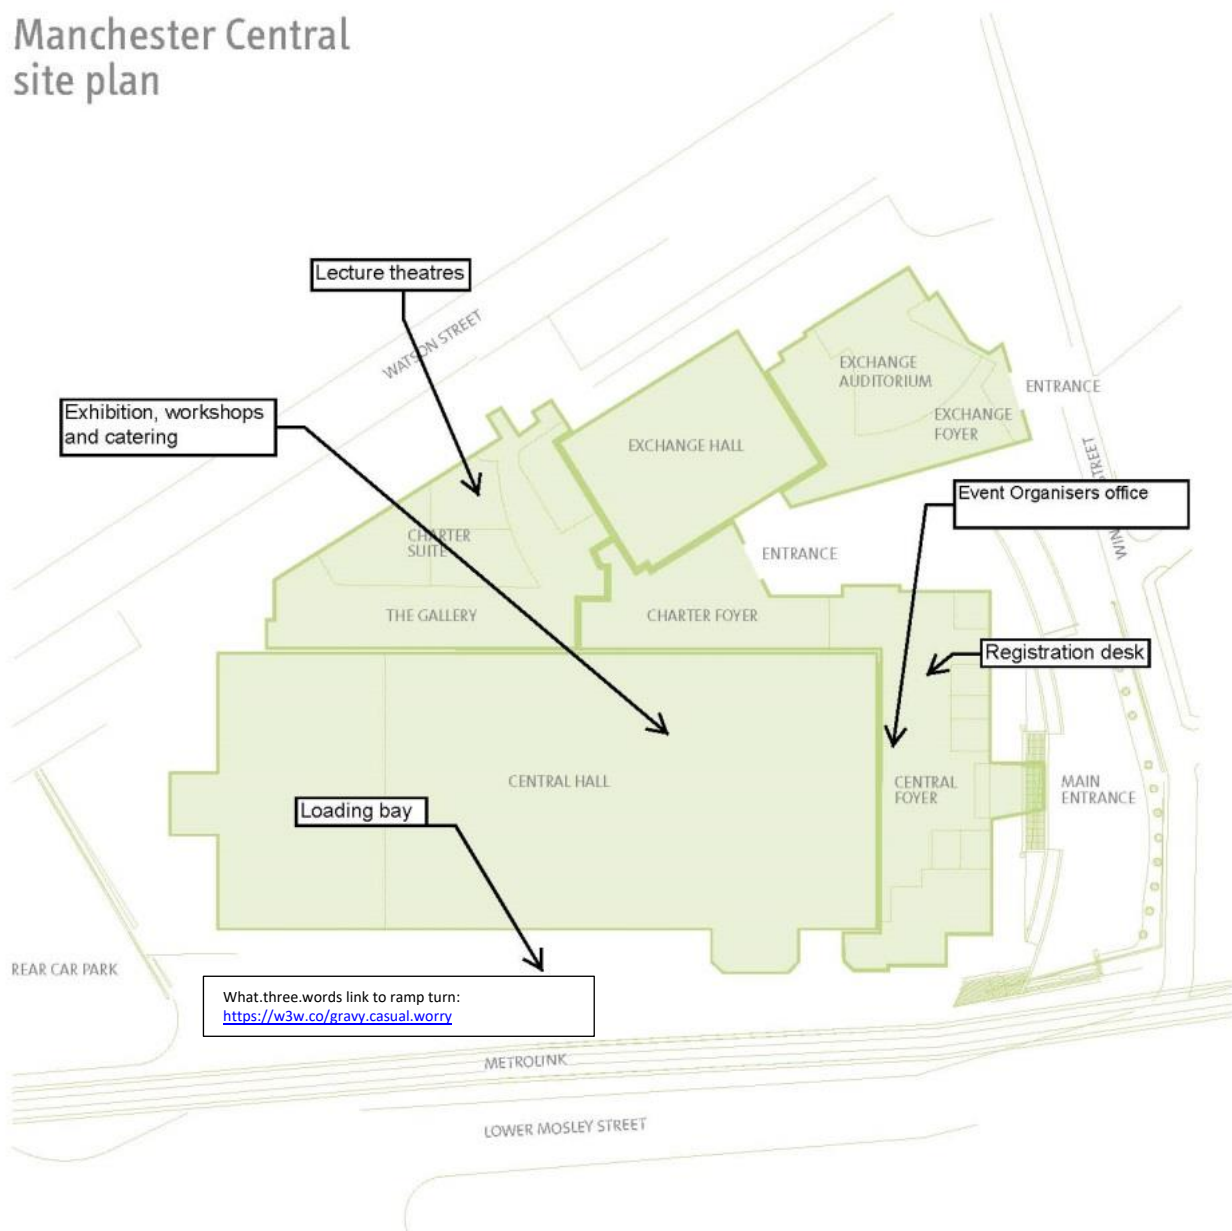 Manchester Central
site plan
Lecture theatres
WATSON STREET
Exhibition, workshops
and catering
EXCHANGE
AUDITORIUM
ENTRANCE
EXCHANGE
FOYER
EXCHANGE HALL
Event Organisers office
CHARTER
SUITE
ENTRANCE
THE GALLERY
CHARTER FOYER
Registration desk
CENTRAL HALL
CENTRAL
FOYER
MAIN
ENTRANCE
Loading bay
REAR CAR PARK
What.three.words link to ramp turn:
https://w3w.co/gravy.casual.worry
METROLINK
LOWER MOSLEY STREET